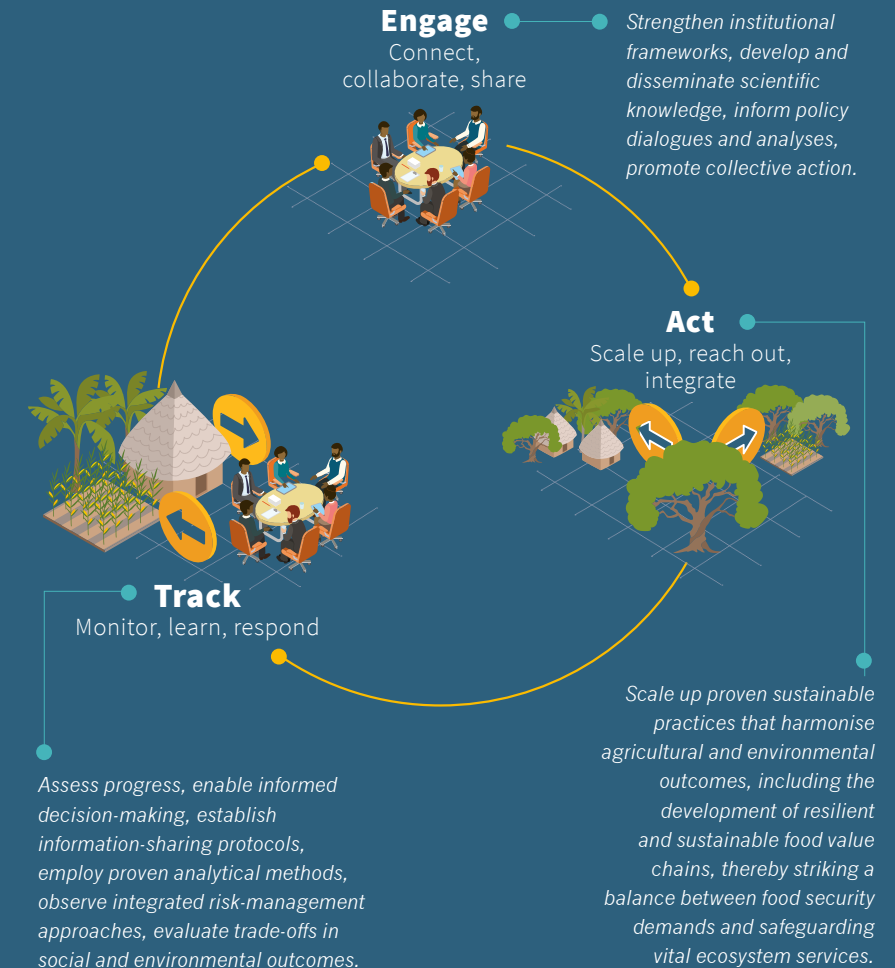 Engage
Connect,
collaborate, share
Strengthen institutional
frameworks, develop and
disseminate scientific
knowledge, inform policy
dialogues and analyses,
promote collective action.
Act
Scale up, reach out,
integrate
Scale up proven sustainable
practices that harmonise
agricultural and environmental
outcomes, including the
development of resilient
and sustainable food value
chains, thereby striking a
balance between food security
demands and safeguarding
vital ecosystem services.
Track
Monitor, learn, respond
Assess progress, enable informed
decision-making, establish
information-sharing protocols,
employ proven analytical methods,
observe integrated risk-management
approaches, evaluate trade-offs in
social and environmental outcomes.